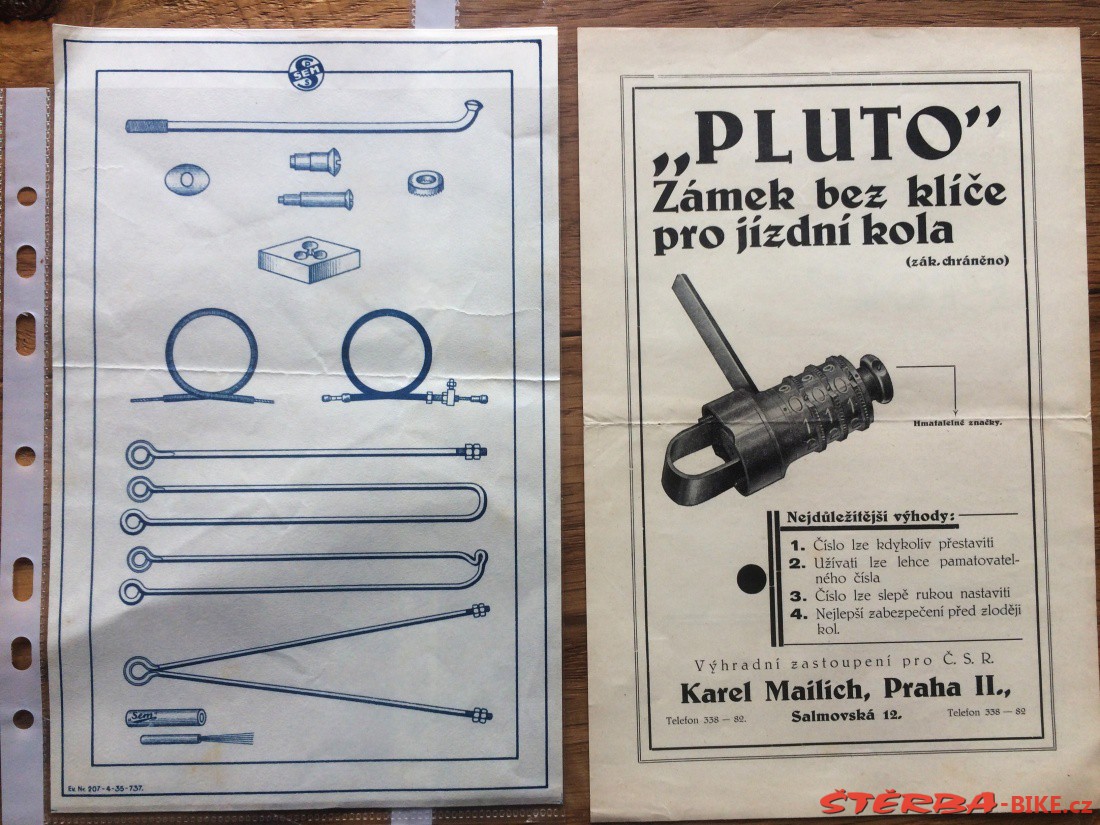 SEM
Sem
Ev. Nr. 207-4-35-737.
„PLUTO”
Zámek bez klíče
pro jízdní kola
(zák. chráněno)
Hmatatelné značky.
Nejdůležitější výhody:
1. Číslo lze kdykoliv přestaviti
2. Užívati lze lehce pamatovatel-
ného čísla
3. Číslo lze slepě rukou nastaviti
4. Nejlepší zabezpečení před zloději
kol.
Výhradní zastoupení pro Č. S. R.
Karel Mailich, Praha II.,
Telefon 338 — 82. Salmovská 12. Telefon 338 — 82
ŠTĚRBA-BIKE.cz